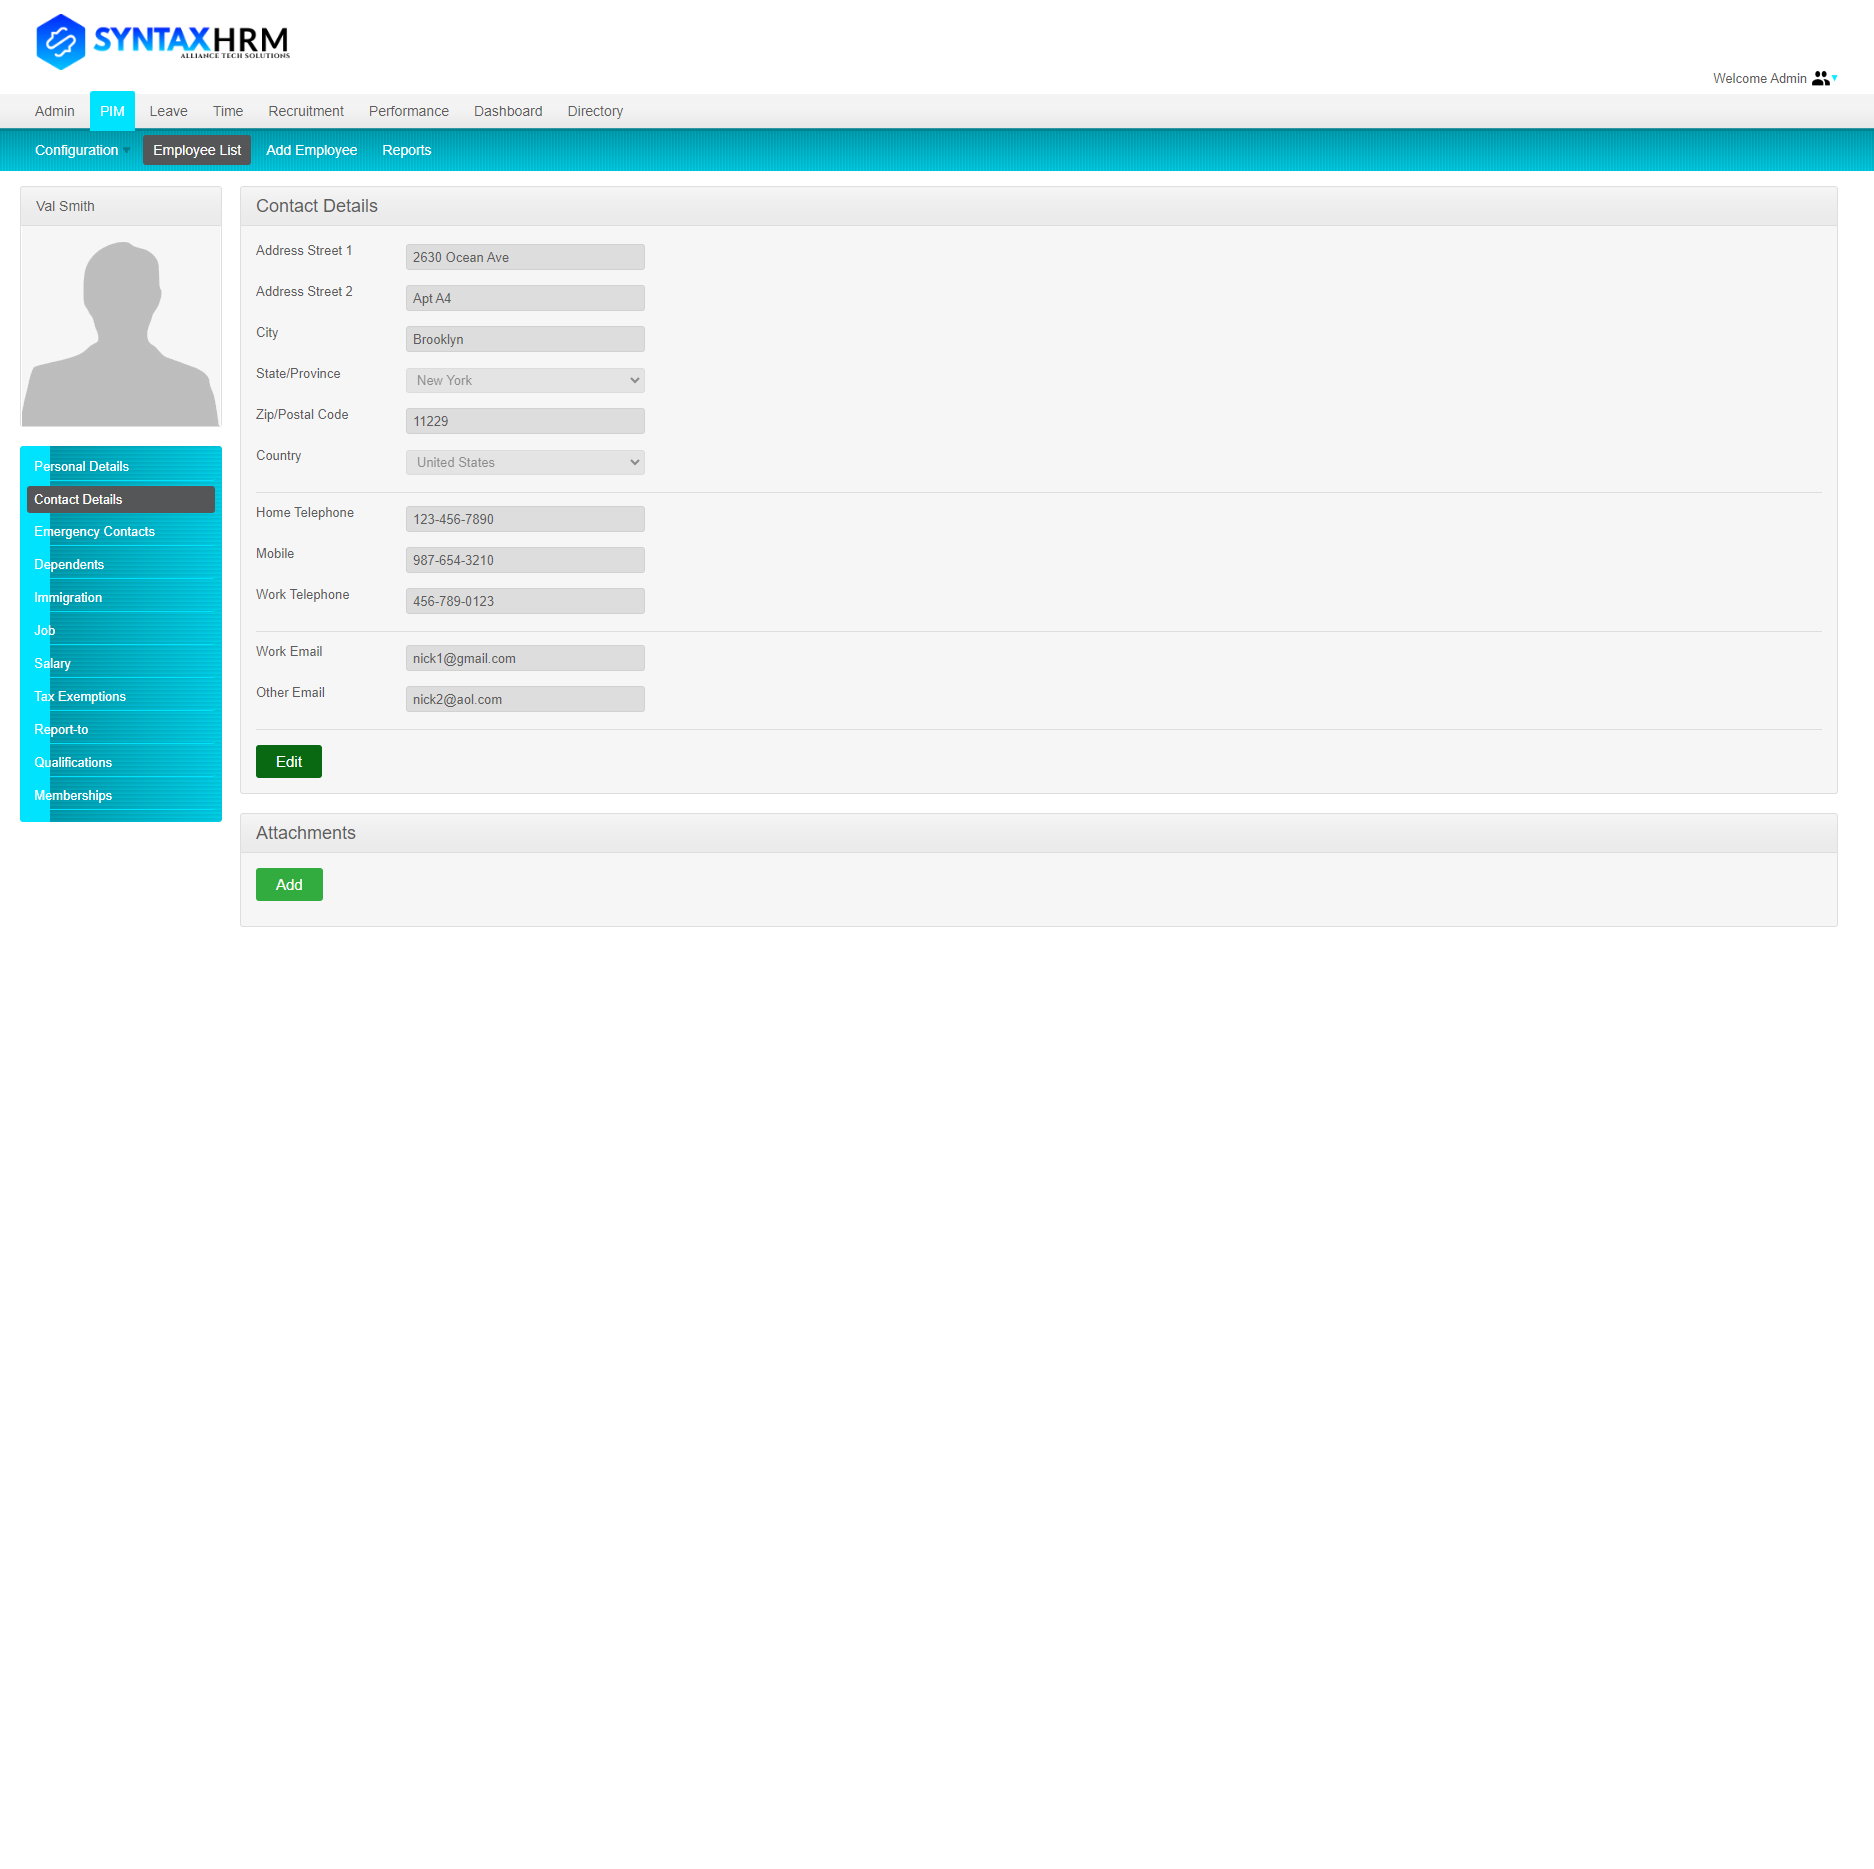 SYNTAXHRM
ALLIANCE TECH SOLUTIONS
Welcome Admin
Admin PIM Leave Time Recruitment Performance Dashboard Directory
Configuration Employee List Add Employee Reports
Val Smith
Personal Details
Contact Details
Emergency Contacts
Dependents
Immigration
Job
Salary
Tax Exemptions
Report-to
Qualifications
Memberships
Contact Details
Address Street 1 2630 Ocean Ave
Address Street 2 Apt A4
City Brooklyn
State/Province New York
Zip/Postal Code 11229
Country United States
Home Telephone 123-456-7890
Mobile 987-654-3210
Work Telephone 456-789-0123
Work Email nick1@gmail.com
Other Email nick2@aol.com
Edit
Attachments
Add